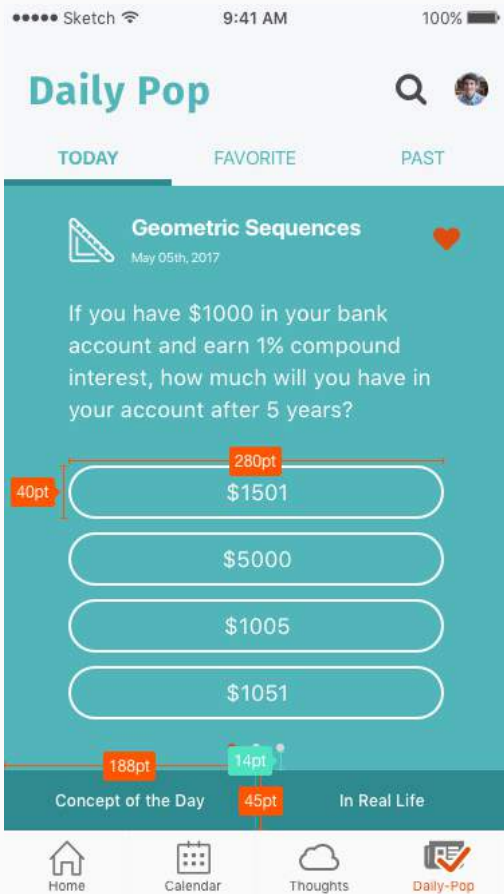 Sketch 9:41 AM 100%
Daily Pop
TODAY FAVORITE PAST
Geometric Sequences
May 05th, 2017
If you have $1000 in your bank
account and earn 1% compound
interest, how much will you have in
your account after 5 years?
280pt
40pt
$1501
$5000
$1005
$1051
188pt 14pt
Concept of the Day 45pt In Real Life
Home Calendar Thoughts Daily-Pop